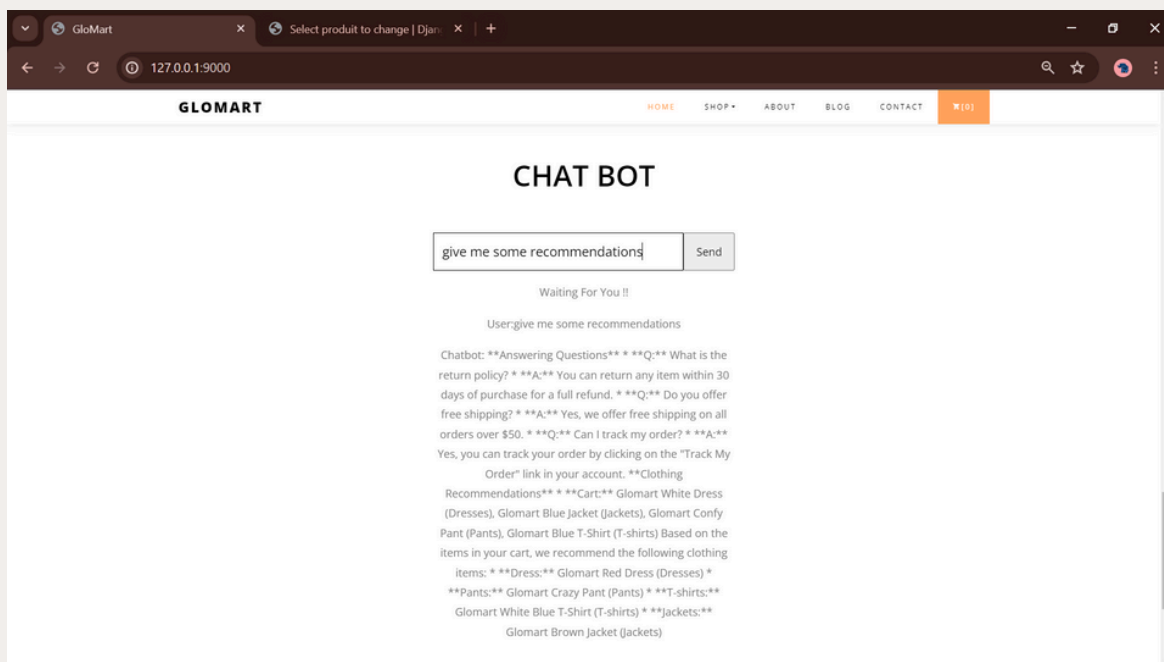 GloMart
Select produit to change | Djan
127.0.0.1:9000
GLOMART
HOME SHOP ABOUT BLOG CONTACT [0]
CHAT BOT
give me some recommendations Send
Waiting For You !!
User:give me some recommendations
Chatbot: **Answering Questions** * **Q:** What is the
return policy? * **A:** You can return any item within 30
days of purchase for a full refund. * **Q:** Do you offer
free shipping? * **A:** Yes, we offer free shipping on all
orders over $50. * **Q:** Can I track my order? * **A:**
Yes, you can track your order by clicking on the "Track My
Order" link in your account. **Clothing
Recommendations** * **Cart:** Glomart White Dress
(Dresses), Glomart Blue Jacket (Jackets), Glomart Confy
Pant (Pants), Glomart Blue T-Shirt (T-shirts) Based on the
items in your cart, we recommend the following clothing
items: * **Dress:** Glomart Red Dress (Dresses) *
**Pants:** Glomart Crazy Pant (Pants) * **T-shirts:**
Glomart White Blue T-Shirt (T-shirts) * **Jackets:**
Glomart Brown Jacket (Jackets)